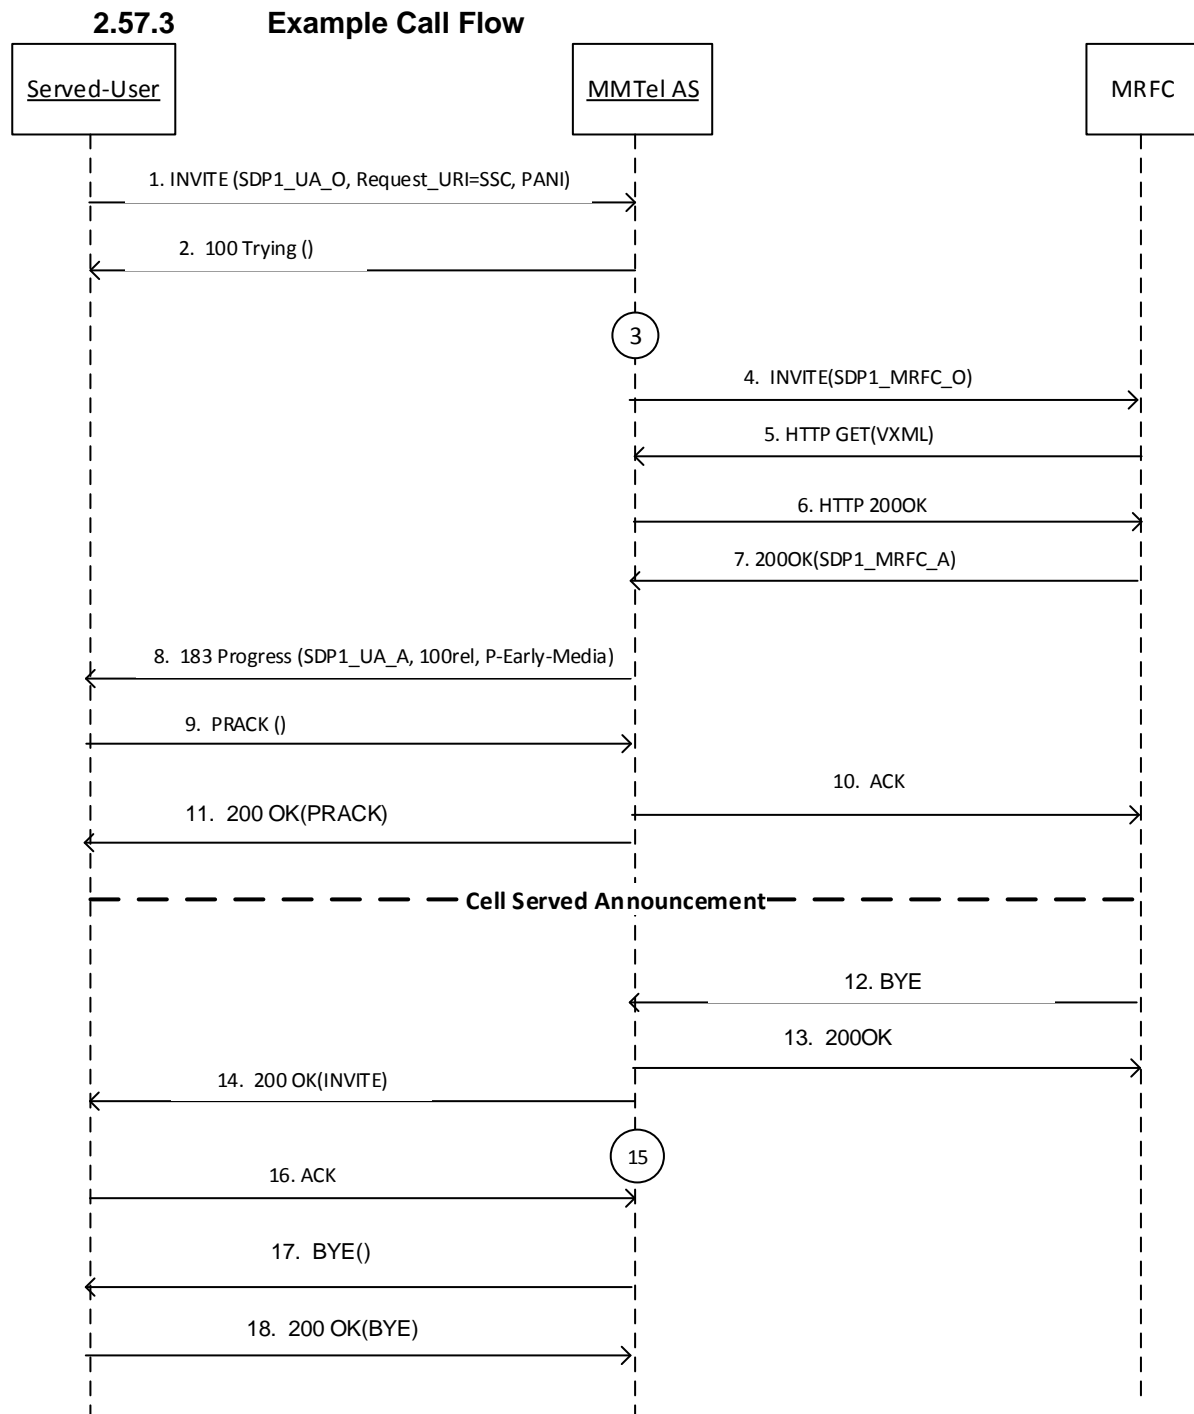 2.57.3 Example Call Flow
Served-User
MMTel AS
MRFC
1. INVITE (SDP1_UA_O, Request_URI=SSC, PANI)
2. 100 Trying ()
3
4. INVITE(SDP1_MRFC_O)
5. HTTP GET(VXML)
6. HTTP 200OK
7. 200OK(SDP1_MRFC_A)
8. 183 Progress (SDP1_UA_A, 100rel, P-Early-Media)
9. PRACK ()
10. ACK
11. 200 OK(PRACK)
Cell Served Announcement
12. BYE
13. 200OK
14. 200 OK(INVITE)
15
16. ACK
17. BYE()
18. 200 OK(BYE)